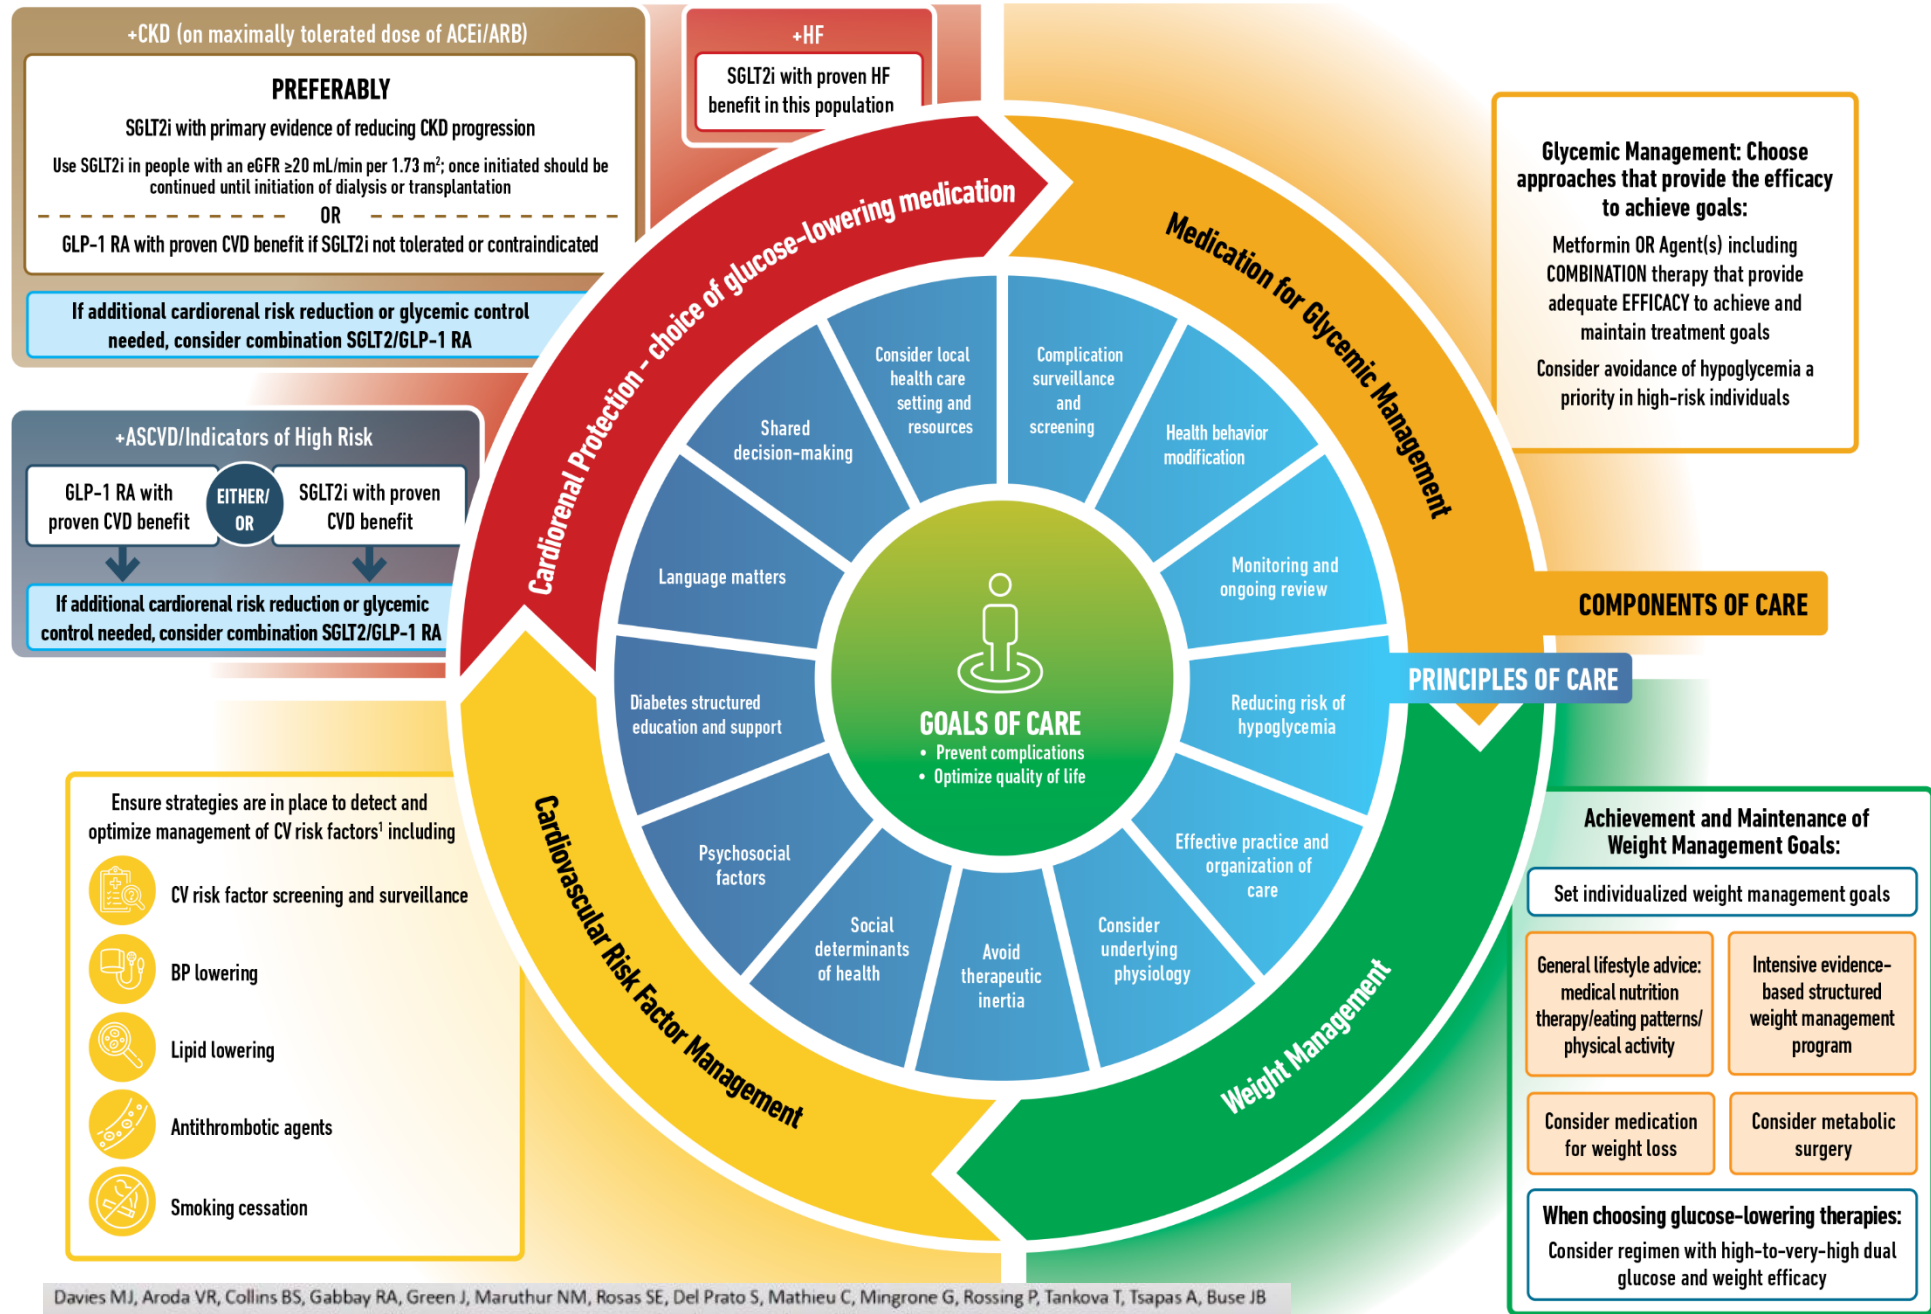 +CKD (on maximally tolerated dose of ACEi/ARB)
PREFERABLY
SGLT2i with primary evidence of reducing CKD progression
Use SGLT2i in people with an eGFR ≥20 mL/min per 1.73 m²; once initiated should be
continued until initiation of dialysis or transplantation
OR
GLP-1 RA with proven CVD benefit if SGLT2i not tolerated or contraindicated
If additional cardiorenal risk reduction or glycemic control
needed, consider combination SGLT2/GLP-1 RA
+HF
SGLT2i with proven HF
benefit in this population
+ASCVD/Indicators of High Risk
GLP-1 RA with
proven CVD benefit
EITHER/
OR
SGLT2i with proven
CVD benefit
If additional cardiorenal risk reduction or glycemic
control needed, consider combination SGLT2/GLP-1 RA
Glycemic Management: Choose
approaches that provide the efficacy
to achieve goals:
Metformin OR Agent(s) including
COMBINATION therapy that provide
adequate EFFICACY to achieve and
maintain treatment goals
Consider avoidance of hypoglycemia a
priority in high-risk individuals
Cardiorenal Protection - choice of glucose-lowering medication
Medication for Glycemic Management
Weight Management
Cardiovascular Risk Factor Management
COMPONENTS OF CARE
PRINCIPLES OF CARE
Complication
surveillance
and
screening
Health behavior
modification
Monitoring and
ongoing review
Reducing risk of
hypoglycemia
Effective practice and
organization of
care
Consider
underlying
physiology
Avoid
therapeutic
inertia
Social
determinants
of health
Psychosocial
factors
Diabetes structured
education and support
Language matters
Shared
decision-making
Consider local
health care
setting and
resources
GOALS OF CARE
• Prevent complications
• Optimize quality of life
Ensure strategies are in place to detect and
optimize management of CV risk factors¹ including
CV risk factor screening and surveillance
BP lowering
Lipid lowering
Antithrombotic agents
Smoking cessation
Achievement and Maintenance of
Weight Management Goals:
Set individualized weight management goals
General lifestyle advice:
medical nutrition
therapy/eating patterns/
physical activity
Intensive evidence-
based structured
weight management
program
Consider medication
for weight loss
Consider metabolic
surgery
When choosing glucose-lowering therapies:
Consider regimen with high-to-very-high dual
glucose and weight efficacy
Davies MJ, Aroda VR, Collins BS, Gabbay RA, Green J, Maruthur NM, Rosas SE, Del Prato S, Mathieu C, Mingrone G, Rossing P, Tankova T, Tsapas A, Buse JB